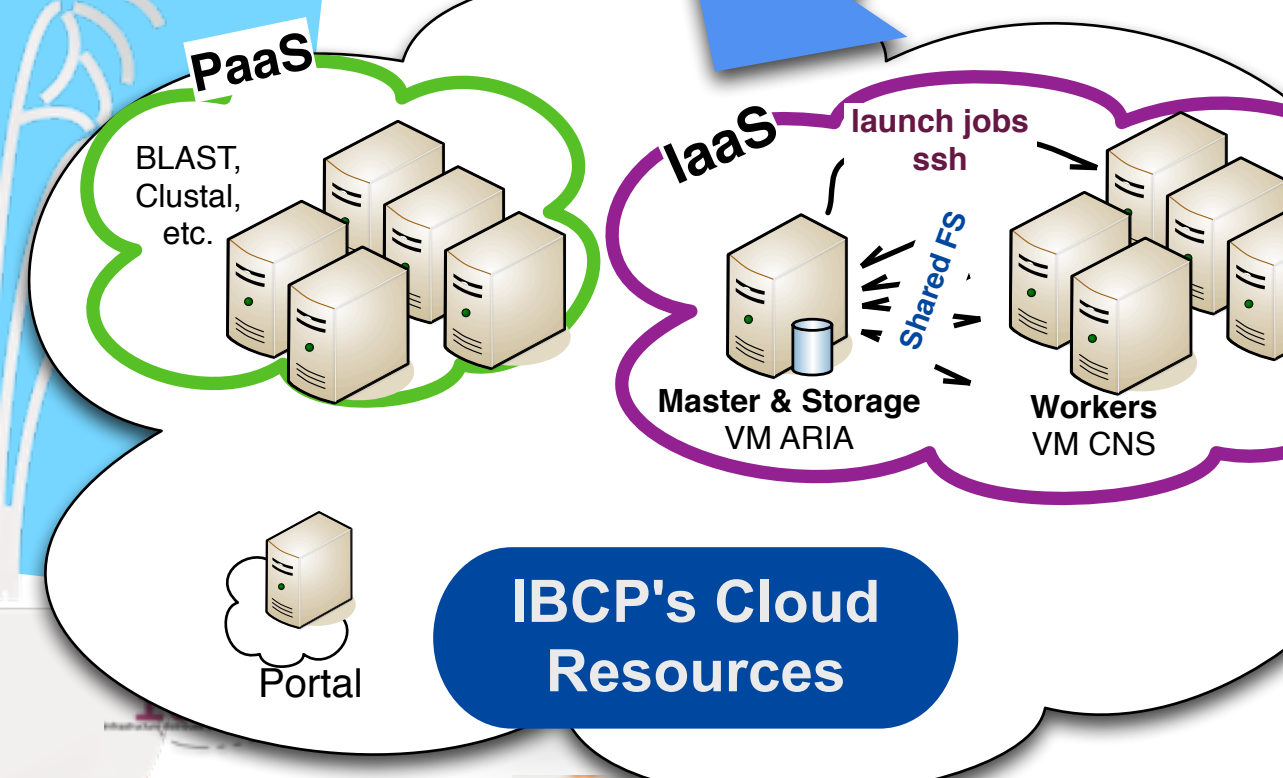 PaaS
BLAST,
Clustal,
etc.
IaaS
launch jobs
ssh
Shared FS
Master & Storage
VM ARIA
Workers
VM CNS
Portal
IBCP's Cloud
Resources